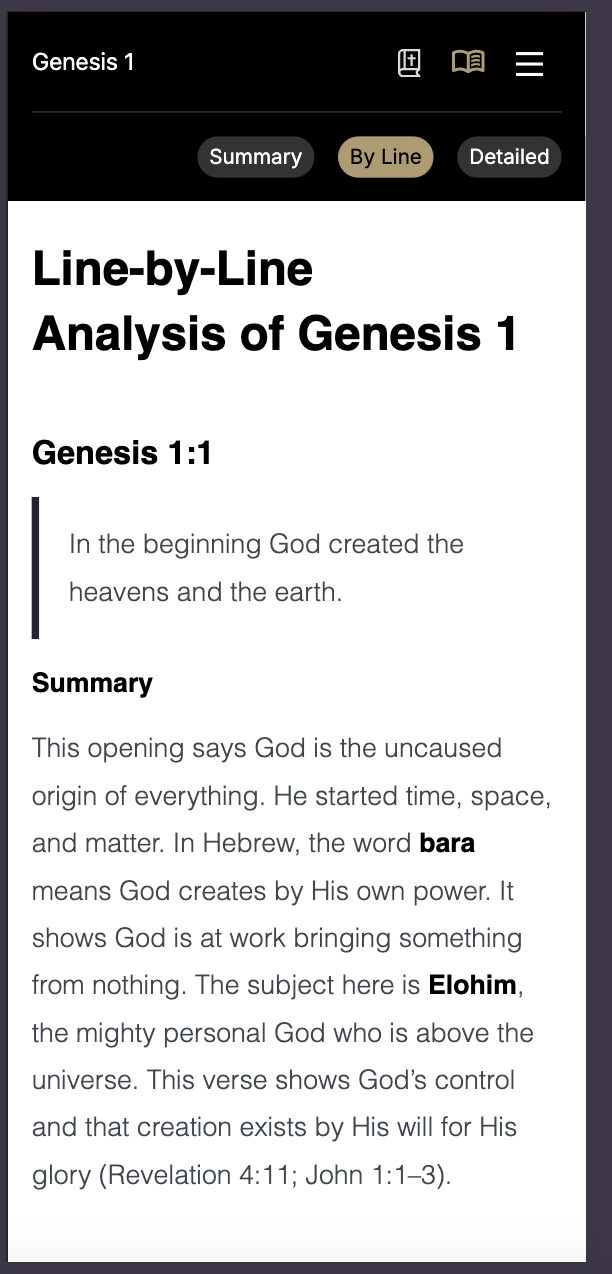 Genesis 1
Summary
By Line
Detailed
Line-by-Line
Analysis of Genesis 1
Genesis 1:1
In the beginning God created the
heavens and the earth.
Summary
This opening says God is the uncaused
origin of everything. He started time, space,
and matter. In Hebrew, the word bara
means God creates by His own power. It
shows God is at work bringing something
from nothing. The subject here is Elohim,
the mighty personal God who is above the
universe. This verse shows God’s control
and that creation exists by His will for His
glory (Revelation 4:11; John 1:1–3).